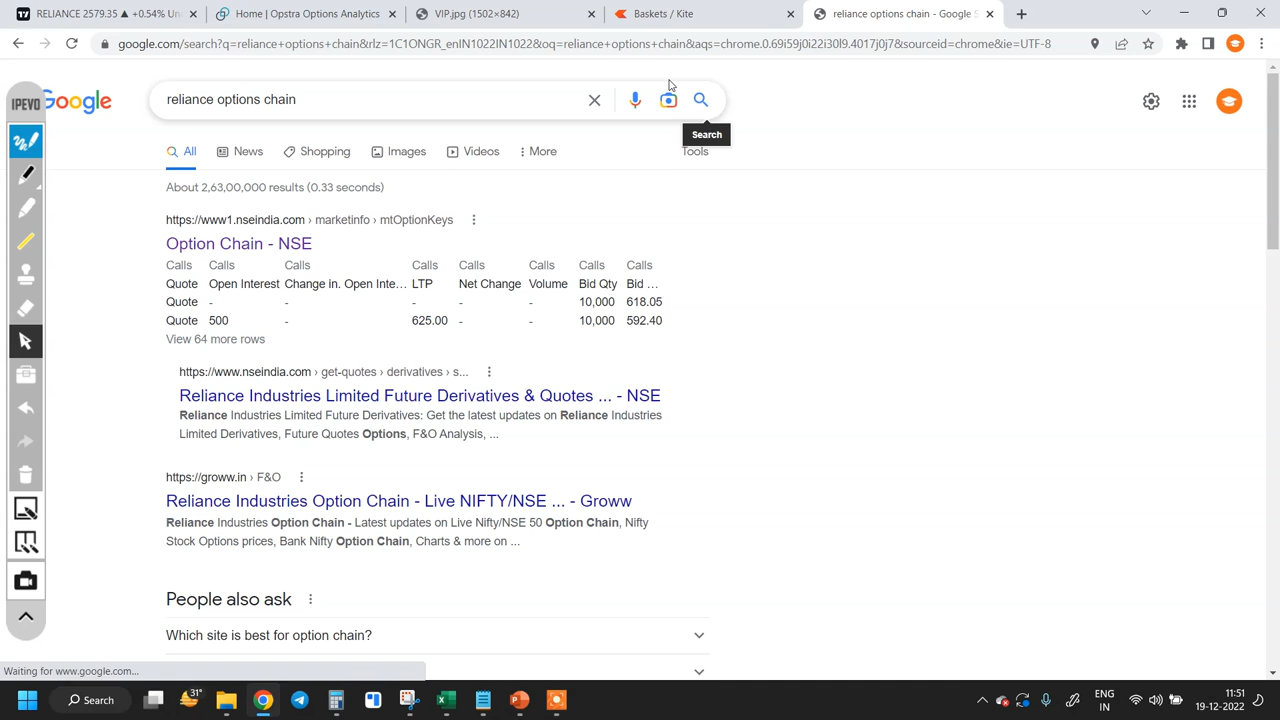 RELIANCE 2579.35 ▲ +0.54% Un
Home | Opstra Options Analytics
VIP.jpg (1502×842)
Baskets / Kite
reliance options chain - Google S
google.com/search?q=reliance+options+chain&rlz=1C1ONGR_enIN1022IN1022&oq=reliance+options+chain&aqs=chrome.0.69i59j0i22i30l9.4017j0j7&sourceid=chrome&ie=UTF-8
IPEVO
Google
reliance options chain
Search
All
News
Shopping
Images
Videos
More
Tools
About 2,63,00,000 results (0.33 seconds)
https://www1.nseindia.com › marketinfo › mtOptionKeys
Option Chain - NSE
Calls Calls Calls Calls Calls Calls Calls Calls
Quote Open Interest Change in. Open Inte... LTP Net Change Volume Bid Qty Bid ...
Quote - - - - - 10,000 618.05
Quote 500 - 625.00 - - 10,000 592.40
View 64 more rows
https://www.nseindia.com › get-quotes › derivatives › s...
Reliance Industries Limited Future Derivatives & Quotes ... - NSE
Reliance Industries Limited Future Derivatives: Get the latest updates on Reliance Industries
Limited Derivatives, Future Quotes Options, F&O Analysis, ...
https://groww.in › F&O
Reliance Industries Option Chain - Live NIFTY/NSE ... - Groww
Reliance Industries Option Chain - Latest updates on Live Nifty/NSE 50 Option Chain, Nifty
Stock Options prices, Bank Nifty Option Chain, Charts & more on ...
People also ask
Which site is best for option chain?
Waiting for www.google.com...
Search
31°
ENG
IN
11:51
19-12-2022